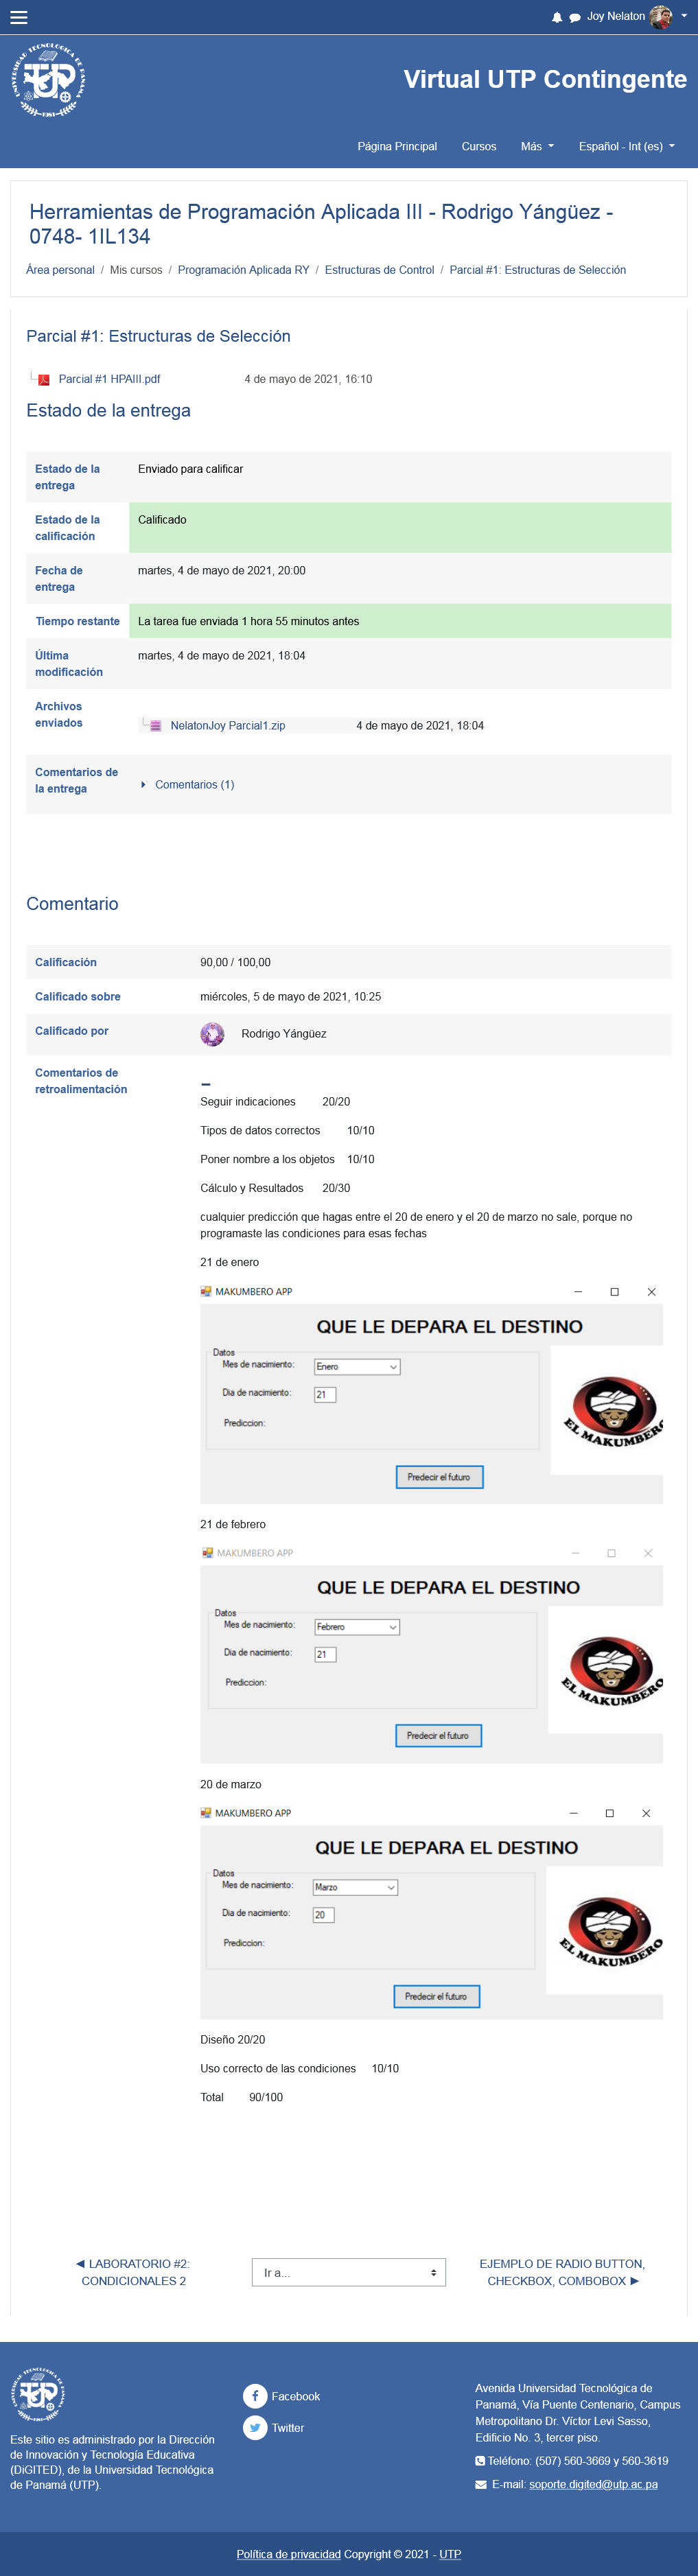 Joy Nelaton
Virtual UTP Contingente
Página Principal Cursos Más Español - Int (es)
Herramientas de Programación Aplicada III - Rodrigo Yángüez -
0748- 1IL134
Área personal / Mis cursos / Programación Aplicada RY / Estructuras de Control / Parcial #1: Estructuras de Selección
Parcial #1: Estructuras de Selección
Parcial #1 HPAIII.pdf 4 de mayo de 2021, 16:10
Estado de la entrega
Estado de la
entrega
Enviado para calificar
Estado de la
calificación
Calificado
Fecha de
entrega
martes, 4 de mayo de 2021, 20:00
Tiempo restante La tarea fue enviada 1 hora 55 minutos antes
Última
modificación
martes, 4 de mayo de 2021, 18:04
Archivos
enviados
NelatonJoy Parcial1.zip 4 de mayo de 2021, 18:04
Comentarios de
la entrega
Comentarios (1)
Comentario
Calificación 90,00 / 100,00
Calificado sobre miércoles, 5 de mayo de 2021, 10:25
Calificado por Rodrigo Yángüez
Comentarios de
retroalimentación
Seguir indicaciones 20/20
Tipos de datos correctos 10/10
Poner nombre a los objetos 10/10
Cálculo y Resultados 20/30
cualquier predicción que hagas entre el 20 de enero y el 20 de marzo no sale, porque no
programaste las condiciones para esas fechas
21 de enero
MAKUMBERO APP
QUE LE DEPARA EL DESTINO
Datos
Mes de nacimiento: Enero
Dia de nacimiento: 21
Prediccion:
EL MAKUMBERO
Predecir el futuro
21 de febrero
MAKUMBERO APP
QUE LE DEPARA EL DESTINO
Datos
Mes de nacimiento: Febrero
Dia de nacimiento: 21
Prediccion:
EL MAKUMBERO
Predecir el futuro
20 de marzo
MAKUMBERO APP
QUE LE DEPARA EL DESTINO
Datos
Mes de nacimiento: Marzo
Dia de nacimiento: 20
Prediccion:
EL MAKUMBERO
Predecir el futuro
Diseño 20/20
Uso correcto de las condiciones 10/10
Total 90/100
◄ LABORATORIO #2:
CONDICIONALES 2
Ir a...
EJEMPLO DE RADIO BUTTON,
CHECKBOX, COMBOBOX ►
Este sitio es administrado por la Dirección
de Innovación y Tecnología Educativa
(DiGITED), de la Universidad Tecnológica
de Panamá (UTP).
Facebook
Twitter
Avenida Universidad Tecnológica de
Panamá, Vía Puente Centenario, Campus
Metropolitano Dr. Víctor Levi Sasso,
Edificio No. 3, tercer piso.
Teléfono: (507) 560-3669 y 560-3619
E-mail: soporte.digited@utp.ac.pa
Política de privacidad Copyright © 2021 - UTP